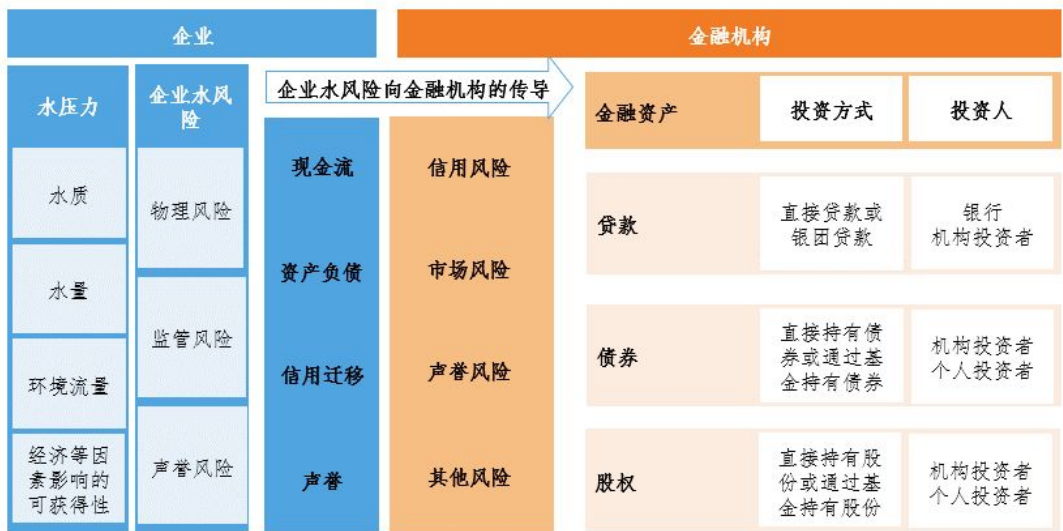 企业
金融机构
水压力
企业水风
险
企业水风险向金融机构的传导
金融资产
投资方式
投资人
水质
水量
环境流量
经济等因
素影响的
可获得性
物理风险
监管风险
声誉风险
现金流
资产负债
信用迁移
声誉
信用风险
市场风险
声誉风险
其他风险
贷款
直接贷款或
银团贷款
银行
机构投资者
债券
直接持有债
券或通过基
金持有债券
机构投资者
个人投资者
股权
直接持有股
份或通过基
金持有股份
机构投资者
个人投资者